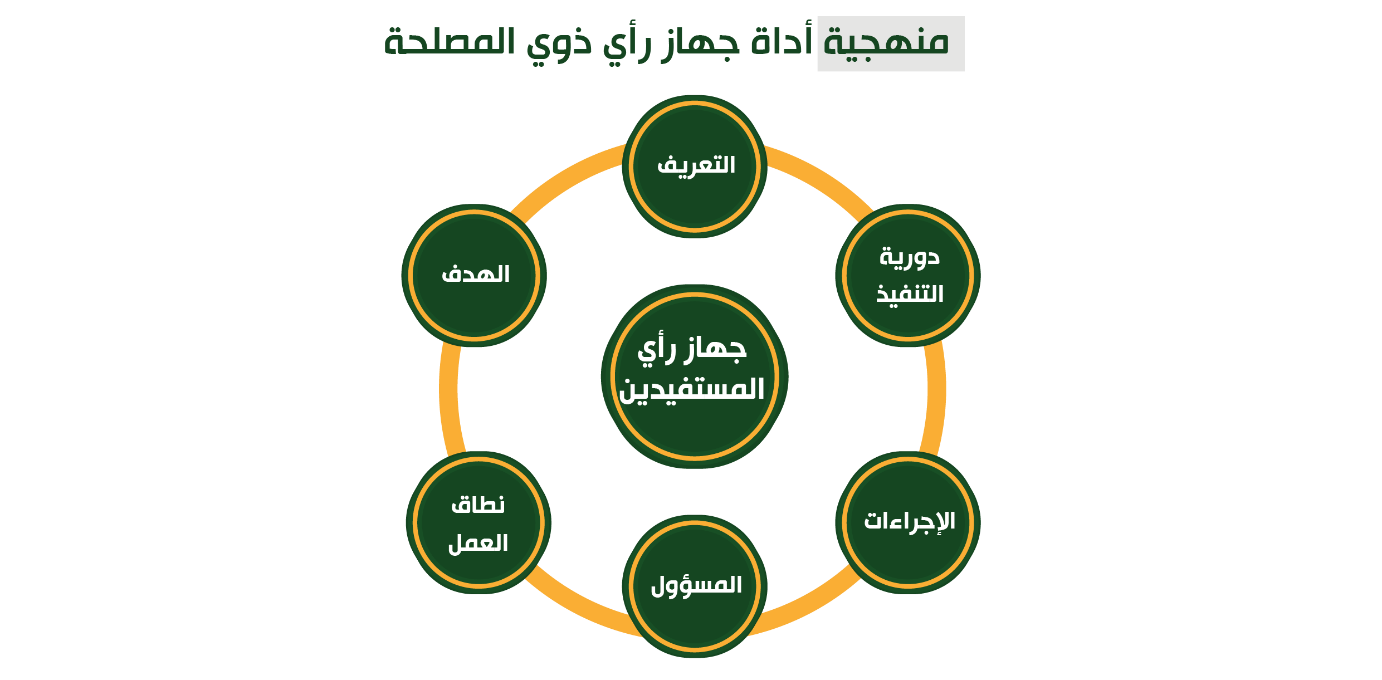 منهجية أداة جهاز رأي ذوي المصلحة
التعريف
دورية
التنفيذ
الهدف
جهاز رأي
المستفيدين
الإجراءات
نطاق
العمل
المسؤول